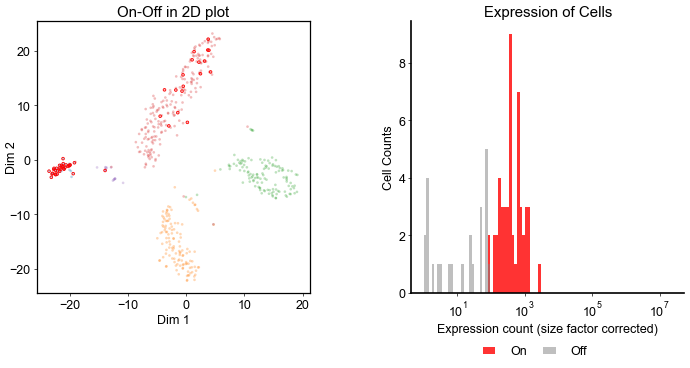 On-Off in 2D plot
20
10
0
−10
−20
Dim 2
−20 −10 0 10 20
Dim 1
Expression of Cells
8
6
4
2
0
Cell Counts
10^1 10^3 10^5 10^7
Expression count (size factor corrected)
On Off